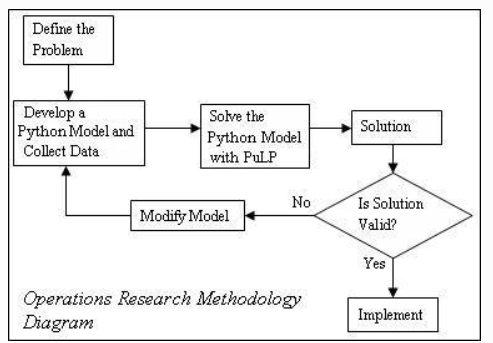 Define the
Problem
Develop a
Python Model and
Collect Data
Solve the
Python Model
with PuLP
Solution
Is Solution
Valid?
No
Modify Model
Yes
Implement
Operations Research Methodology
Diagram